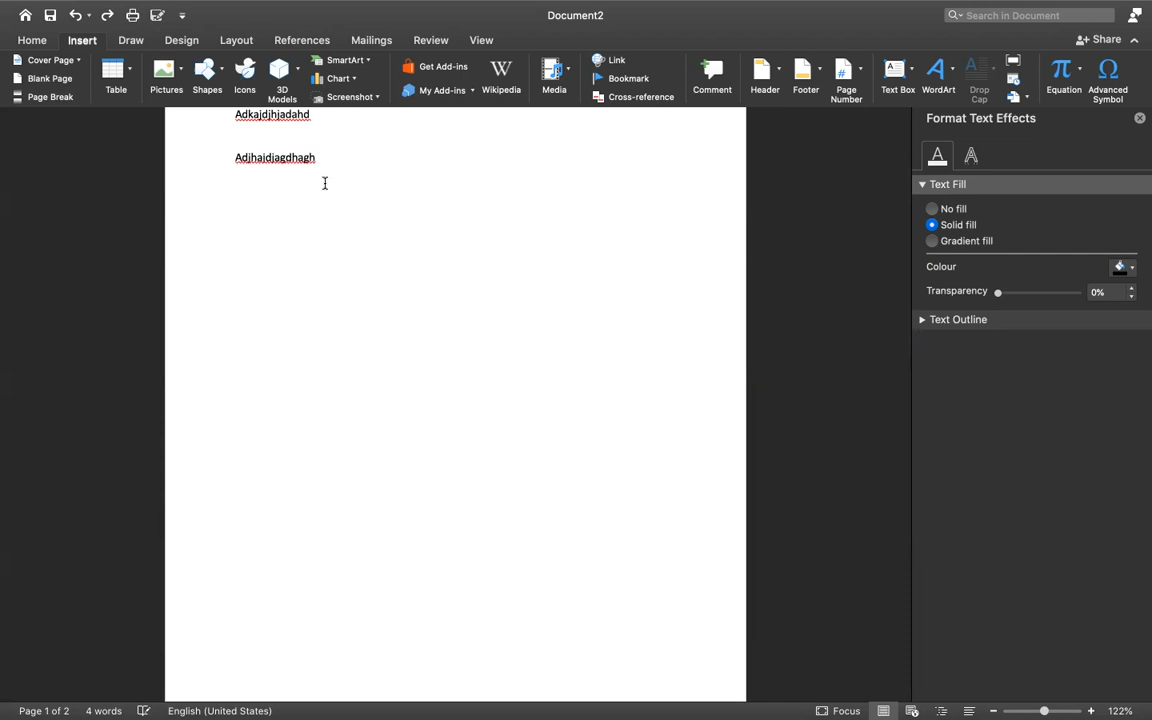 Document2
Search in Document
Home Insert Draw Design Layout References Mailings Review View
Share
Cover Page
Blank Page
Page Break
Table
Pictures
Shapes
Icons
3D
Models
SmartArt
Chart
Screenshot
Get Add-ins
My Add-ins
W
Wikipedia
Media
Link
Bookmark
Cross-reference
Comment
Header
Footer
#
Page
Number
A
Text Box
A
WordArt
A
Drop
Cap
π
Equation
Ω
Advanced
Symbol
Adkajdjhjadahd
Adjhajdjagdhagh
Format Text Effects
A A
Text Fill
No fill
Solid fill
Gradient fill
Colour
Transparency 0%
Text Outline
Page 1 of 2 4 words English (United States) Focus 122%